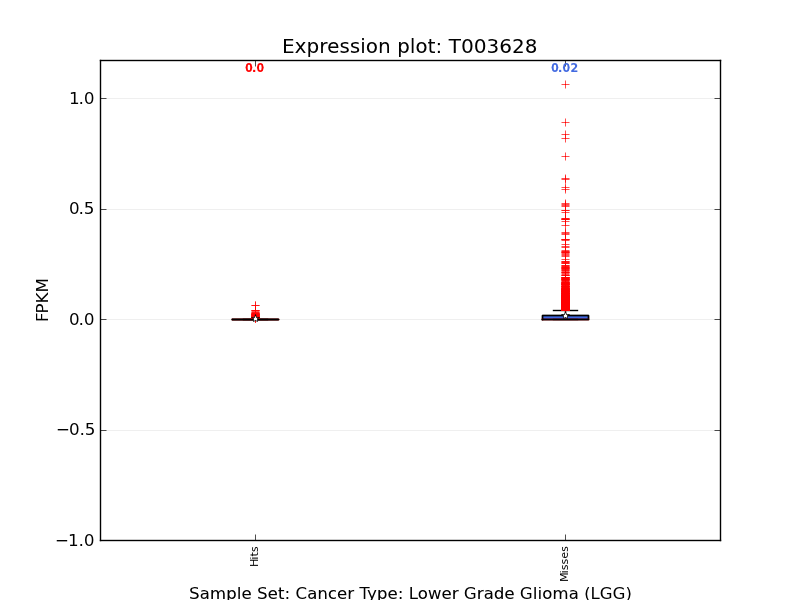 Expression plot: T003628
0.0
0.02
1.0
0.5
0.0
−0.5
−1.0
FPKM
Hits
Misses
Sample Set: Cancer Type: Lower Grade Glioma (LGG)